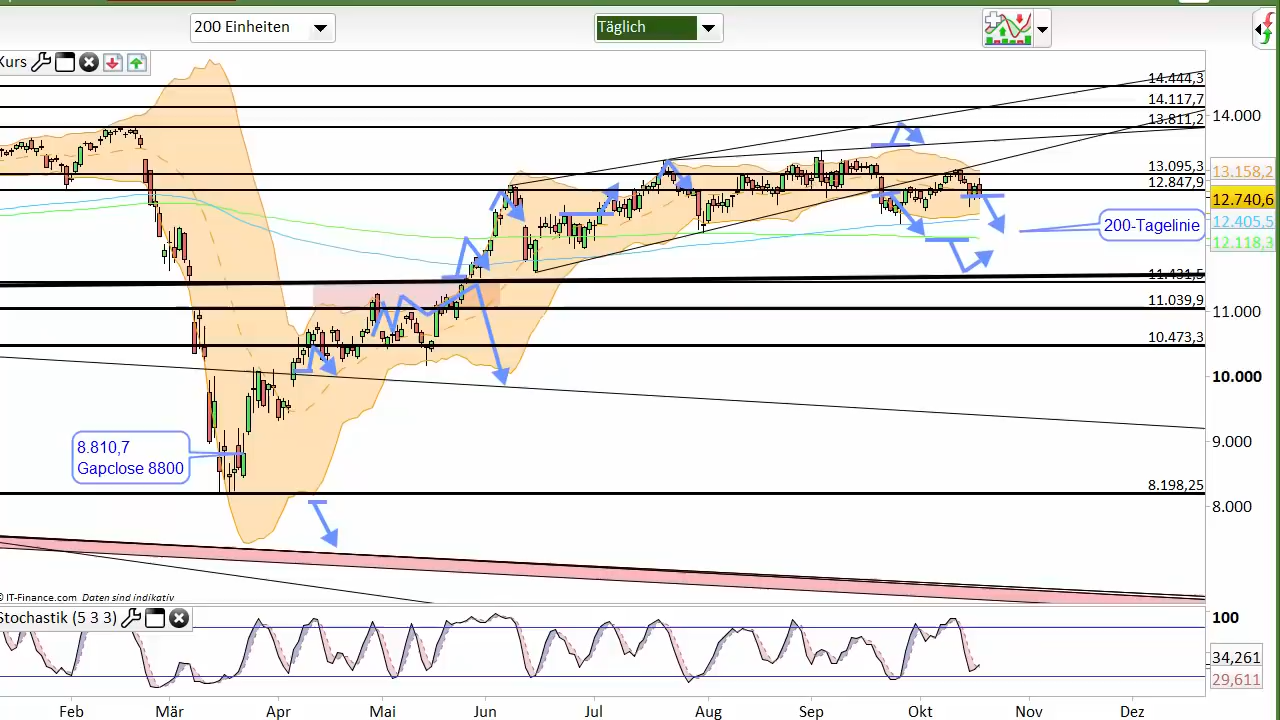 200 Einheiten
Täglich
Kurs
14.444,3
14.117,7
14.000
13.811,2
13.095,3
13.158,2
12.847,9
12.740,6
12.405,5
200-Tagelinie
12.118,3
11.431,5
11.039,9
11.000
10.473,3
10.000
9.000
8.810,7
Gapclose 8800
8.198,25
8.000
© IT-Finance.com Daten sind indikativ
Stochastik (5 3 3)
100
34,261
29,611
Feb Mär Apr Mai Jun Jul Aug Sep Okt Nov Dez